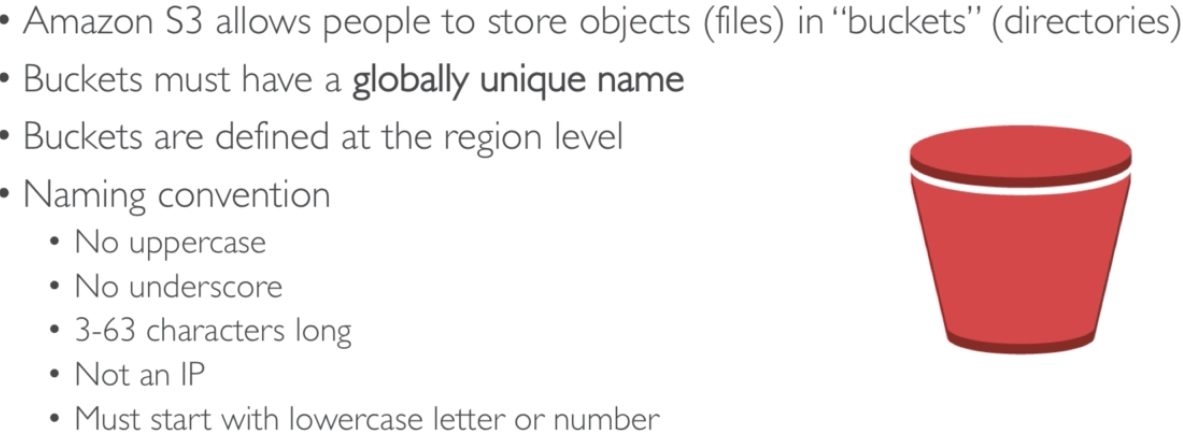 • Amazon S3 allows people to store objects (files) in “buckets” (directories)
• Buckets must have a globally unique name
• Buckets are defined at the region level
• Naming convention
• No uppercase
• No underscore
• 3-63 characters long
• Not an IP
• Must start with lowercase letter or number